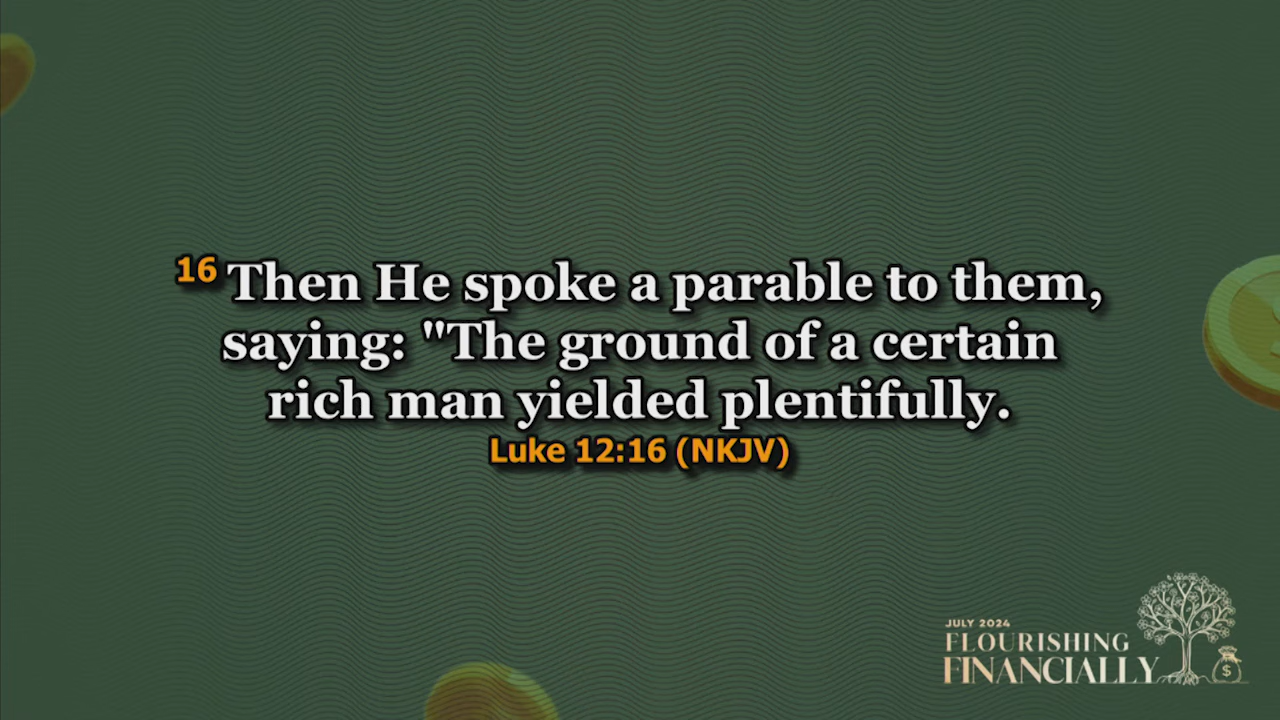 16 Then He spoke a parable to them,
saying: "The ground of a certain
rich man yielded plentifully.
Luke 12:16 (NKJV)
JULY 2024
FLOURISHING
FINANCIALLY
$